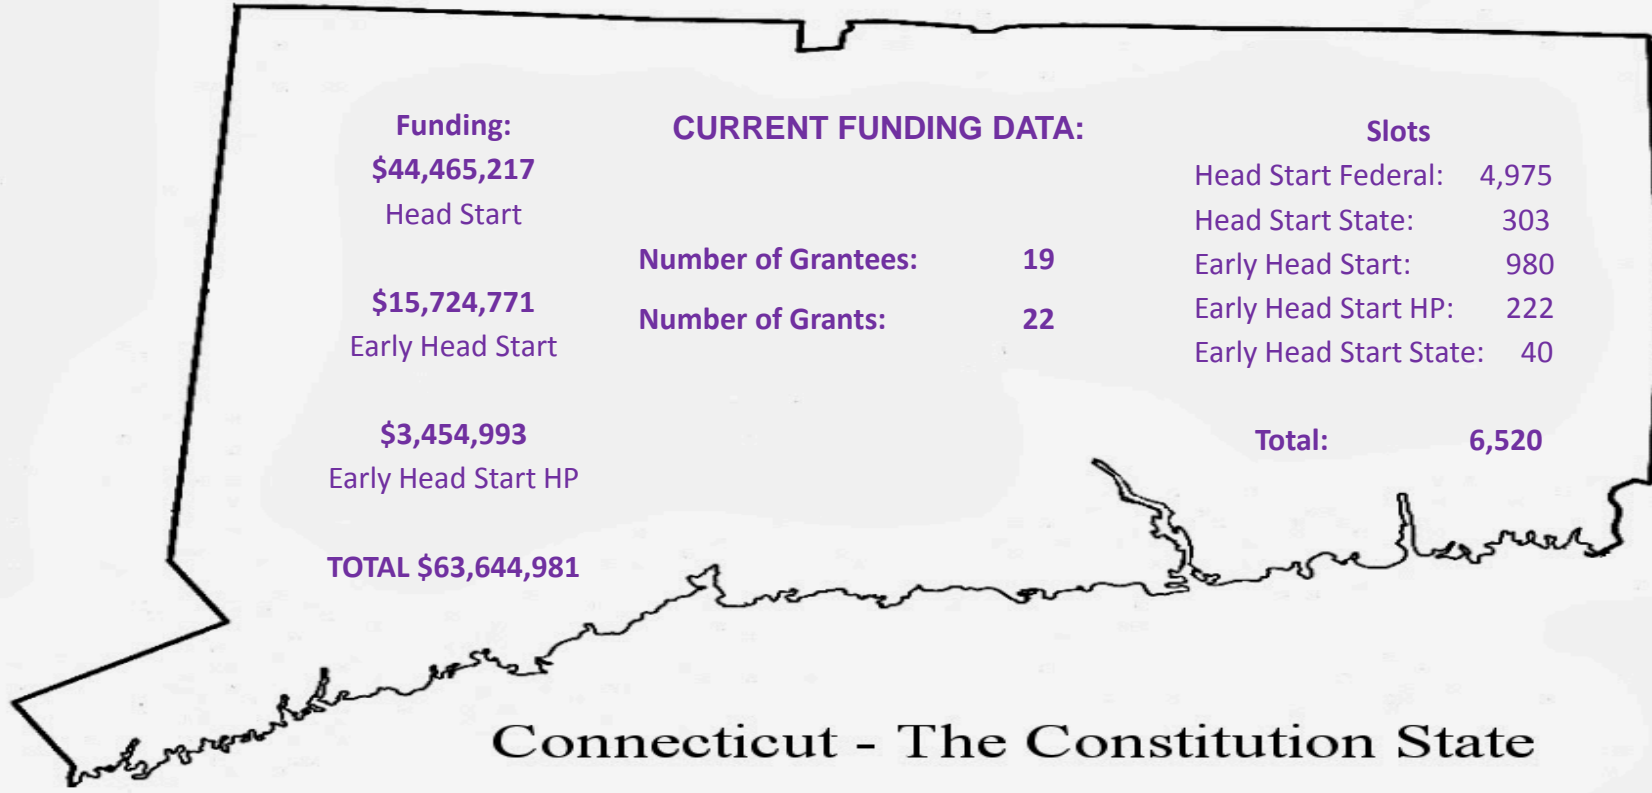 Funding:
$44,465,217
Head Start
$15,724,771
Early Head Start
$3,454,993
Early Head Start HP
TOTAL $63,644,981
CURRENT FUNDING DATA:
Number of Grantees: 19
Number of Grants: 22
Slots
Head Start Federal: 4,975
Head Start State: 303
Early Head Start: 980
Early Head Start HP: 222
Early Head Start State: 40
Total: 6,520
Connecticut - The Constitution State